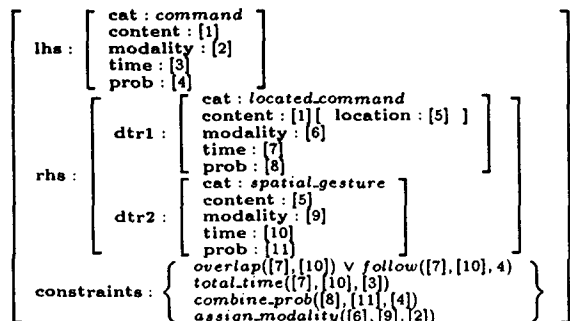 cat : command
content : [1]
lhs : modality : [2]
time : [3]
prob : [4]
cat : located_command
content : [1] [ location : [5] ]
dtr1 : modality : [6]
time : [7]
prob : [8]
rhs :
cat : spatial_gesture
content : [5]
dtr2 : modality : [9]
time : [10]
prob : [11]
overlap([7], [10]) ∨ follow([7], [10], 4)
total_time([7], [10], [3])
constraints :
combine_prob([8], [11], [4])
assign_modality([6], [9], [2])